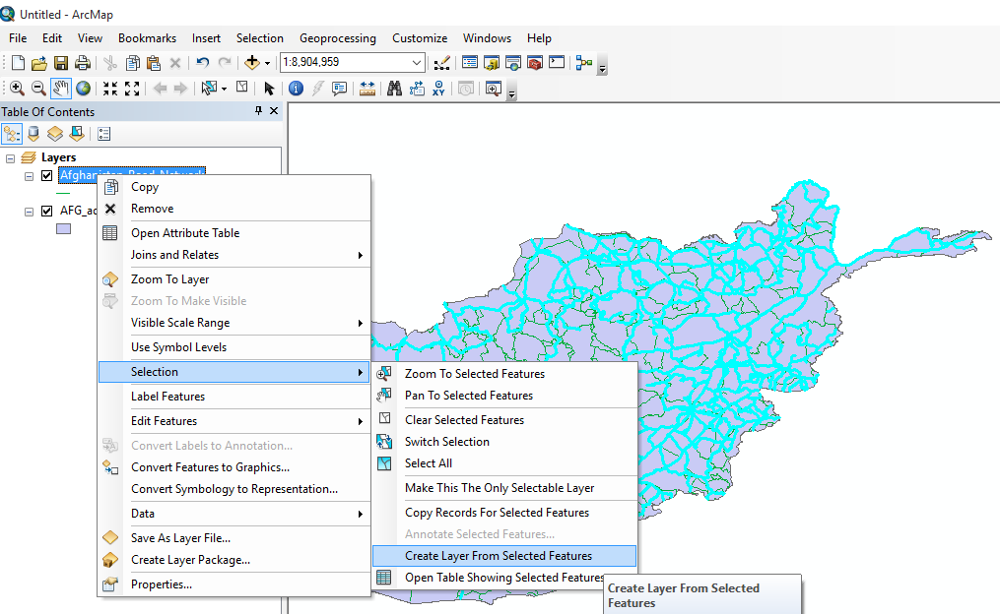 Untitled - ArcMap
File Edit View Bookmarks Insert Selection Geoprocessing Customize Windows Help
1:8,904,959
Table Of Contents
Layers
Afghanistan_Road_Network
AFG_ad
Copy
Remove
Open Attribute Table
Joins and Relates
Zoom To Layer
Zoom To Make Visible
Visible Scale Range
Use Symbol Levels
Selection
Label Features
Edit Features
Convert Labels to Annotation...
Convert Features to Graphics...
Convert Symbology to Representation...
Data
Save As Layer File...
Create Layer Package...
Properties...
Zoom To Selected Features
Pan To Selected Features
Clear Selected Features
Switch Selection
Select All
Make This The Only Selectable Layer
Copy Records For Selected Features
Annotate Selected Features...
Create Layer From Selected Features
Open Table Showing Selected Features
Create Layer From Selected
Features